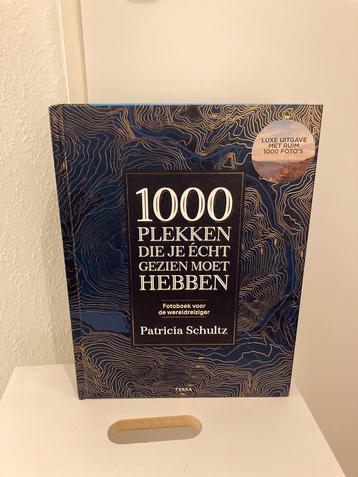 LUXE UITGAVE
MET RUIM
1000 FOTO'S
1000
PLEKKEN
DIE JE ÉCHT
GEZIEN MOET
HEBBEN
Fotoboek voor
de wereldreiziger
Patricia Schultz
TERRA